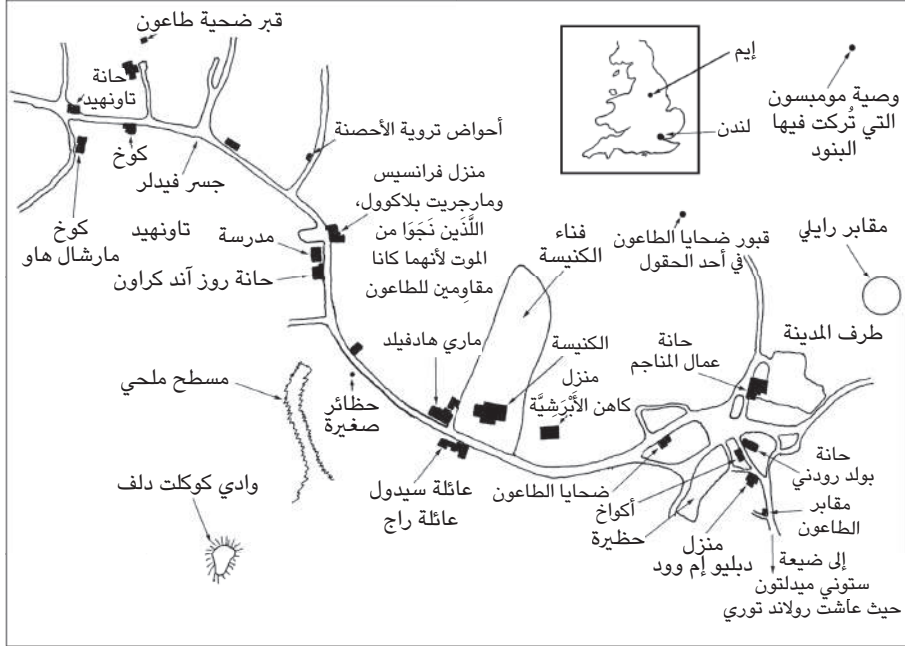 قبر ضحية طاعون
حانة
تاونهيد
كوخ
جسر فيدلر
كوخ
مارشال هاو
تاونهيد
مدرسة
حانة روز آند كراون
أحواض تروية الأحصنة
منزل فرانسيس
ومارجريت بلاكوول،
اللَّذَين نَجَوَا من
الموت لأنهما كانا
مقاوِمين للطاعون
إيم
لندن
وصية مومبسون
التي تُركت فيها
البنود
فناء
الكنيسة
قبور ضحايا الطاعون
في أحد الحقول
مقابر رايلي
طرف المدينة
حانة
عمال المناجم
ماري هادفيلد
الكنيسة
منزل
كاهن الأَبْرَشِيَّة
مسطح ملحي
حظائر
صغيرة
وادي كوكلت دلف
عائلة سيدول
عائلة راج
ضحايا الطاعون
أكواخ
حظيرة
منزل
دبليو إم وود
حانة
بولد رودني
مقابر
الطاعون
إلى ضيعة
ستوني ميدلتون
حيث عاشت رولاند توري